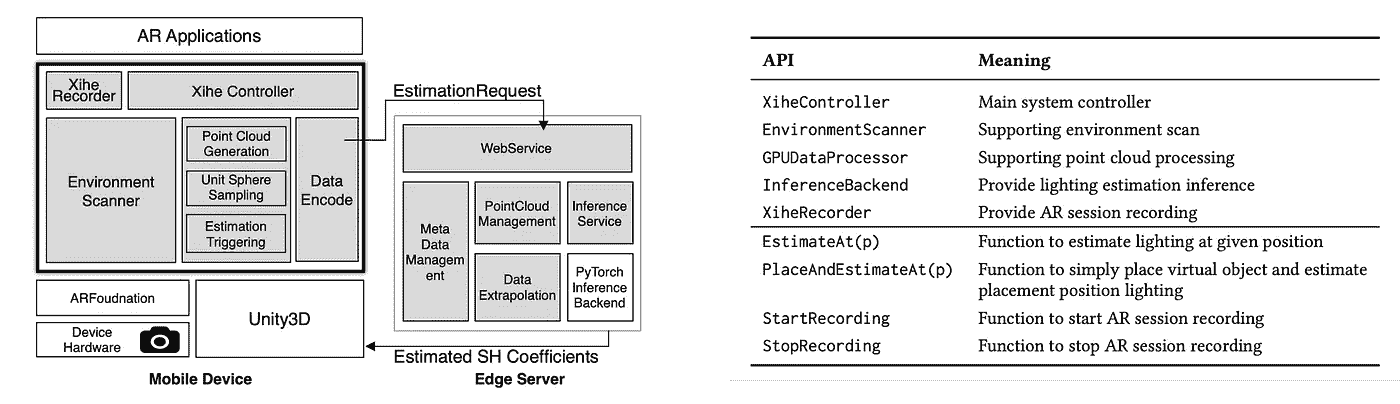 AR Applications
Xihe
Recorder
Xihe Controller
Environment
Scanner
Point Cloud
Generation
Unit Sphere
Sampling
Estimation
Triggering
Data
Encode
ARFoudnation
Device
Hardware
Unity3D
Mobile Device
EstimationRequest
WebService
Meta
Data
Managem
ent
PointCloud
Management
Inference
Service
Data
Extrapolation
PyTorch
Inference
Backend
Estimated SH Coefficients
Edge Server
API Meaning
XiheController Main system controller
EnvironmentScanner Supporting environment scan
GPUDataProcessor Supporting point cloud processing
InferenceBackend Provide lighting estimation inference
XiheRecorder Provide AR session recording
EstimateAt(p) Function to estimate lighting at given position
PlaceAndEstimateAt(p) Function to simply place virtual object and estimate
placement position lighting
StartRecording Function to start AR session recording
StopRecording Function to stop AR session recording